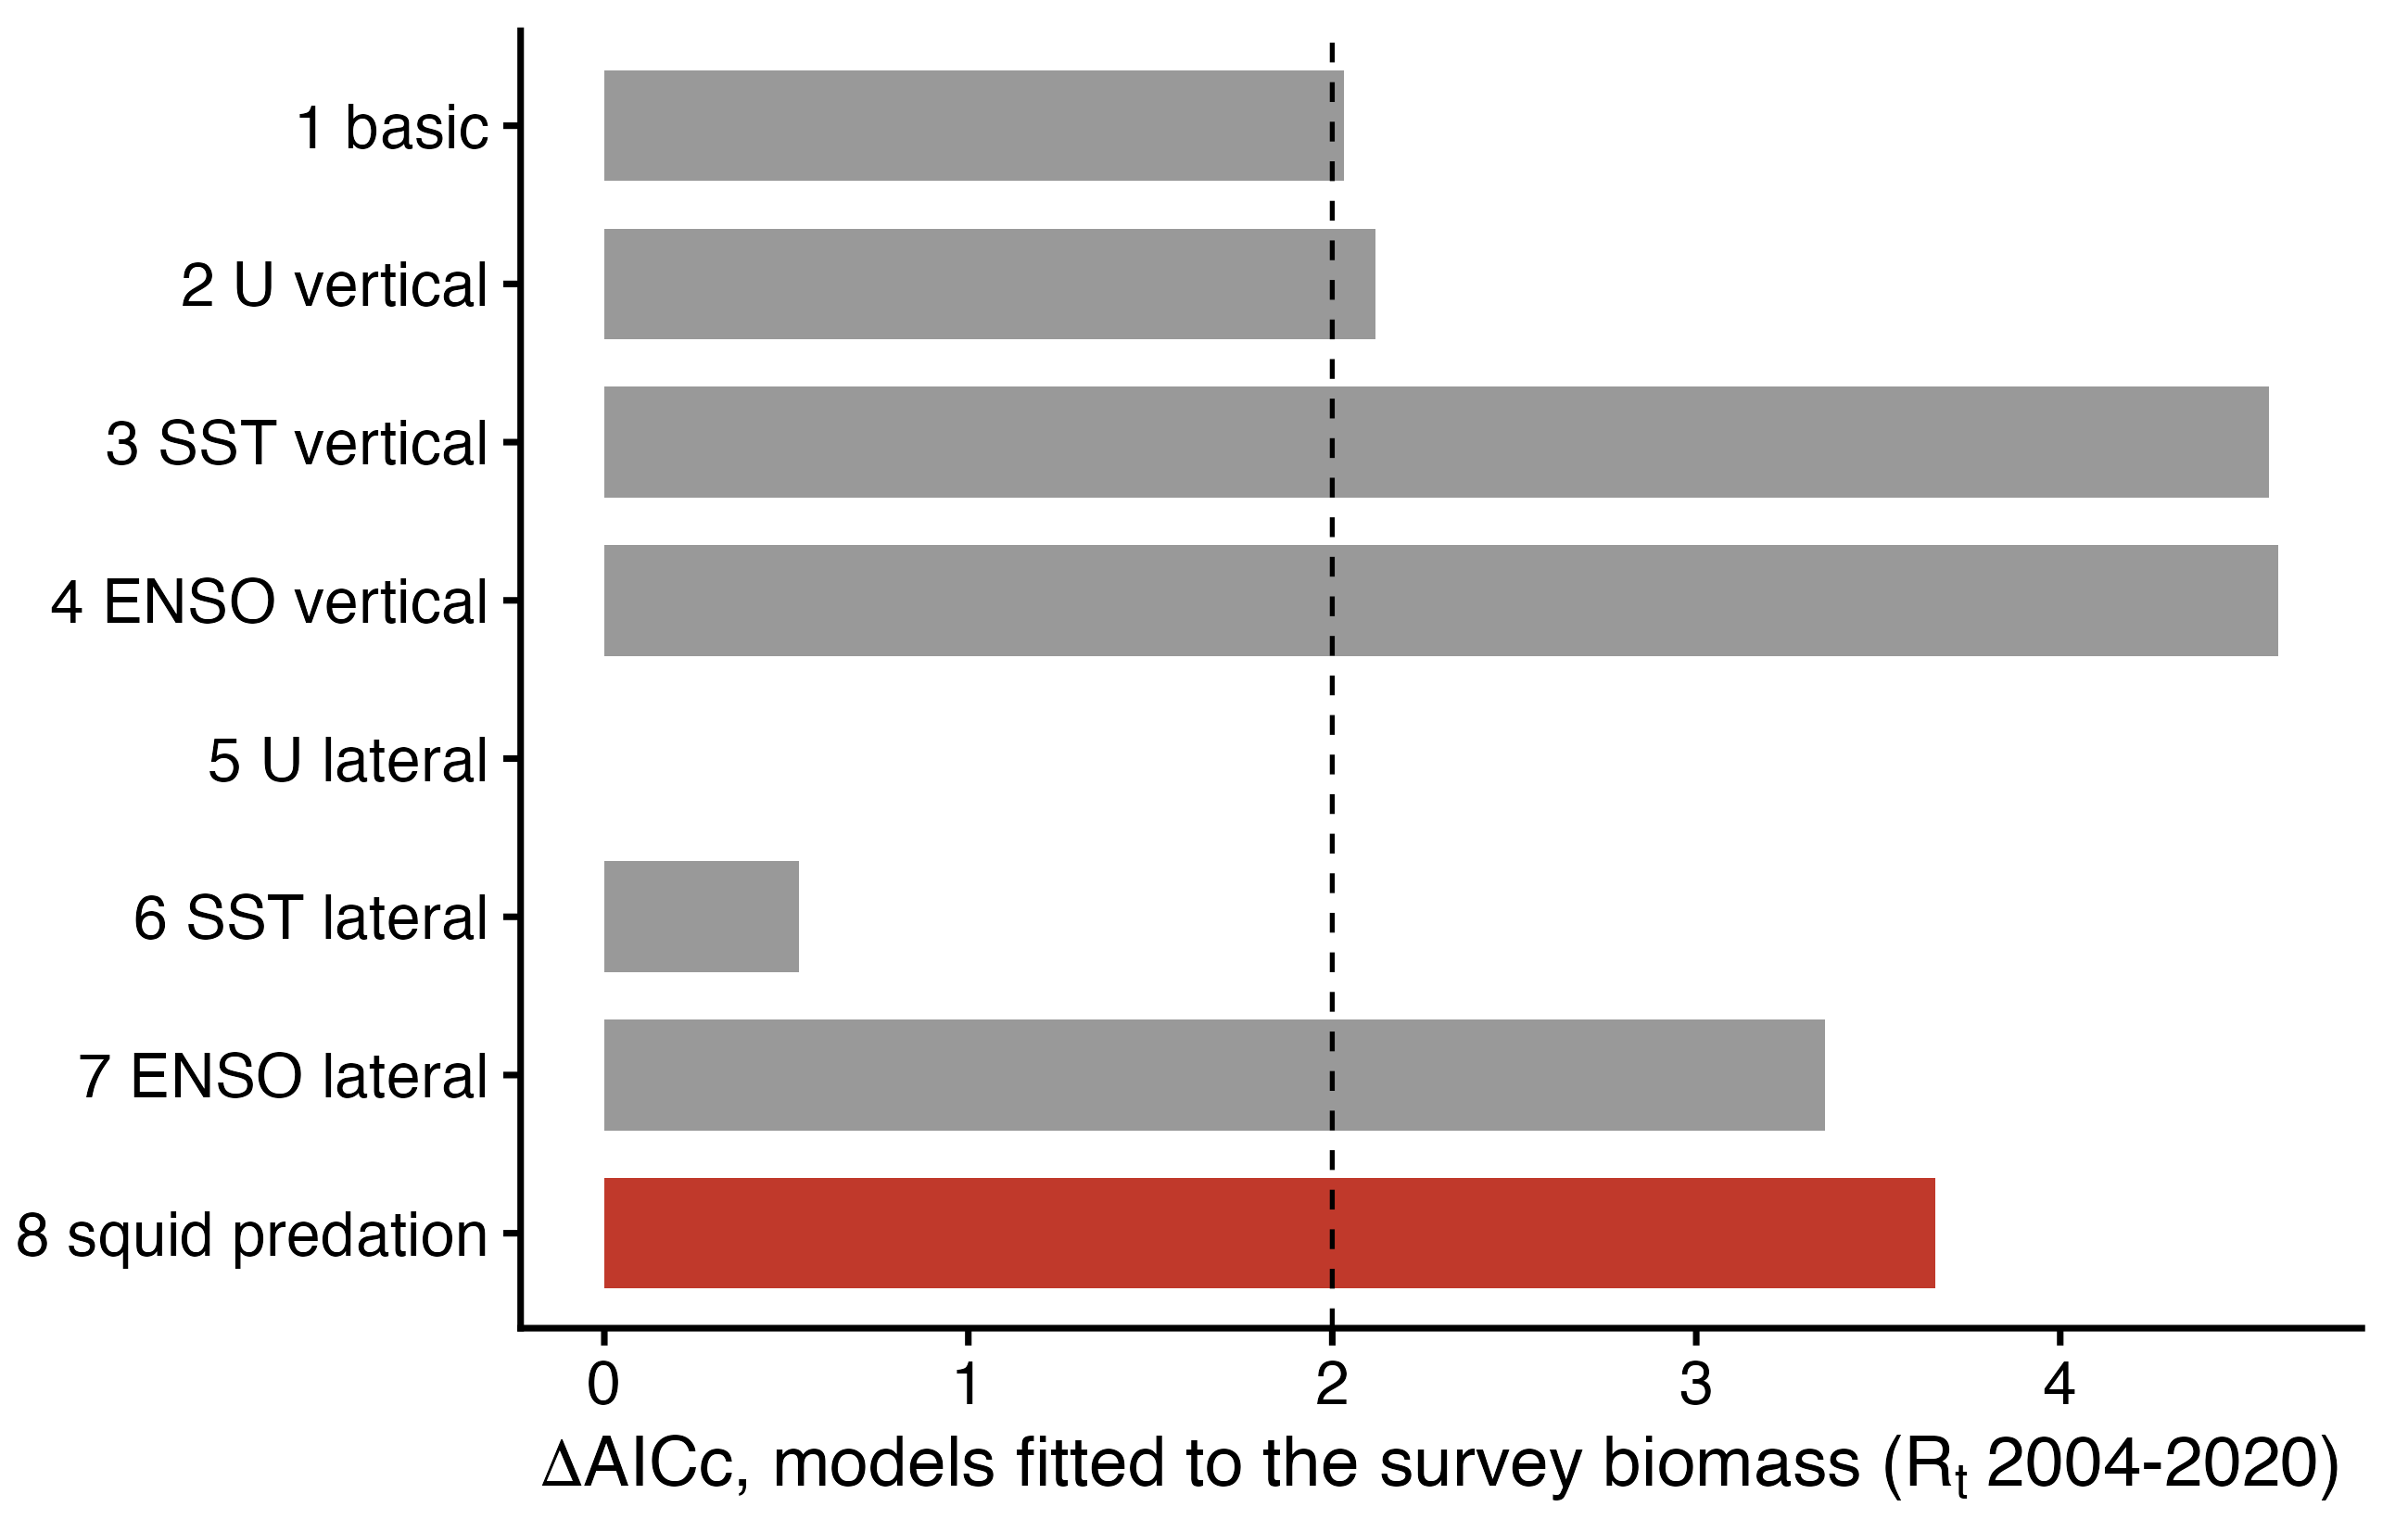 1 basic
2 U vertical
3 SST vertical
4 ENSO vertical
5 U lateral
6 SST lateral
7 ENSO lateral
8 squid predation
0 1 2 3 4
ΔAICc, models fitted to the survey biomass (Rₜ 2004-2020)